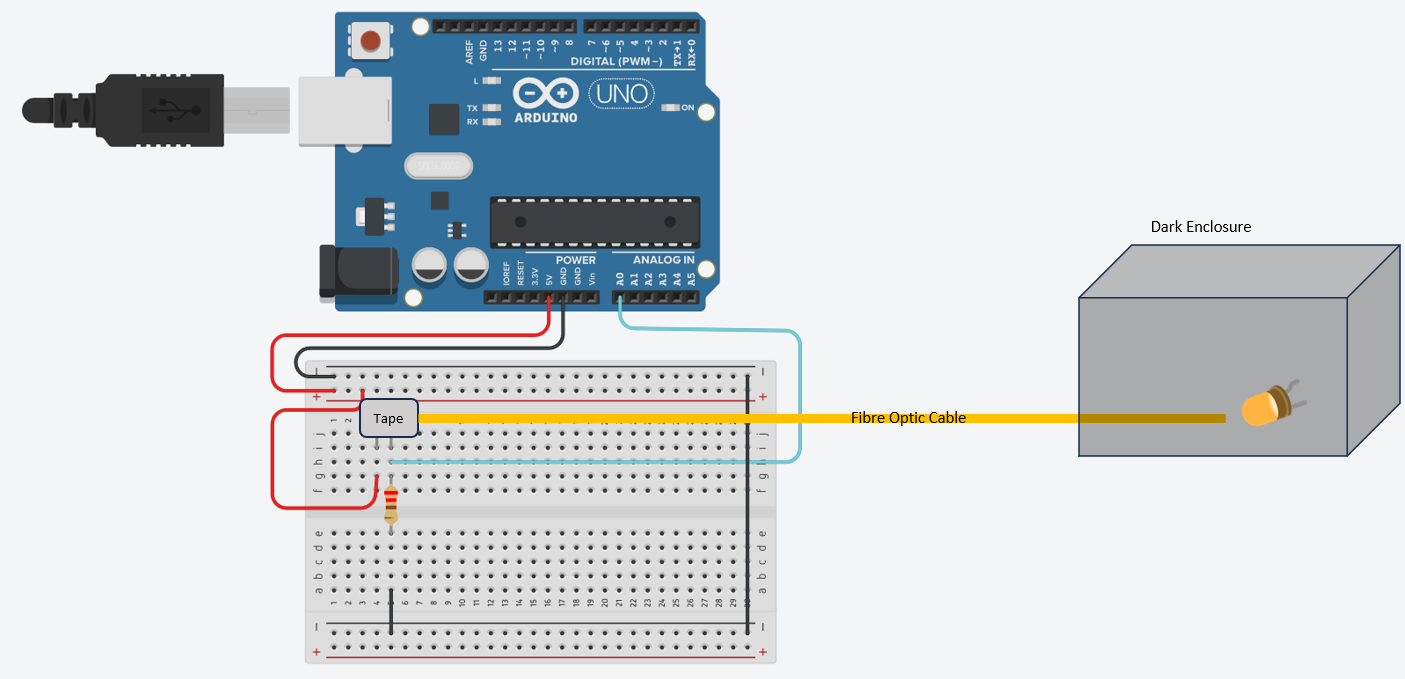 AREF
GND
13
12
~11
~10
~9
8
7
~6
~5
4
~3
2
TX→1
RX←0
DIGITAL (PWM~)
L
TX
RX
ARDUINO
UNO
ON
POWER
ANALOG IN
IOREF
RESET
3.3V
5V
GND
GND
Vin
A0
A1
A2
A3
A4
A5
Dark Enclosure
Tape
Fibre Optic Cable
− −
+ +
1 2
j j
i i
h h
g g
f f
e e
d d
c c
b b
a a
1 2 3 4 5 6 7 8 9 10 11 12 13 14 15 16 17 18 19 20 21 22 23 24 25 26 27 28 29
− −
+ +